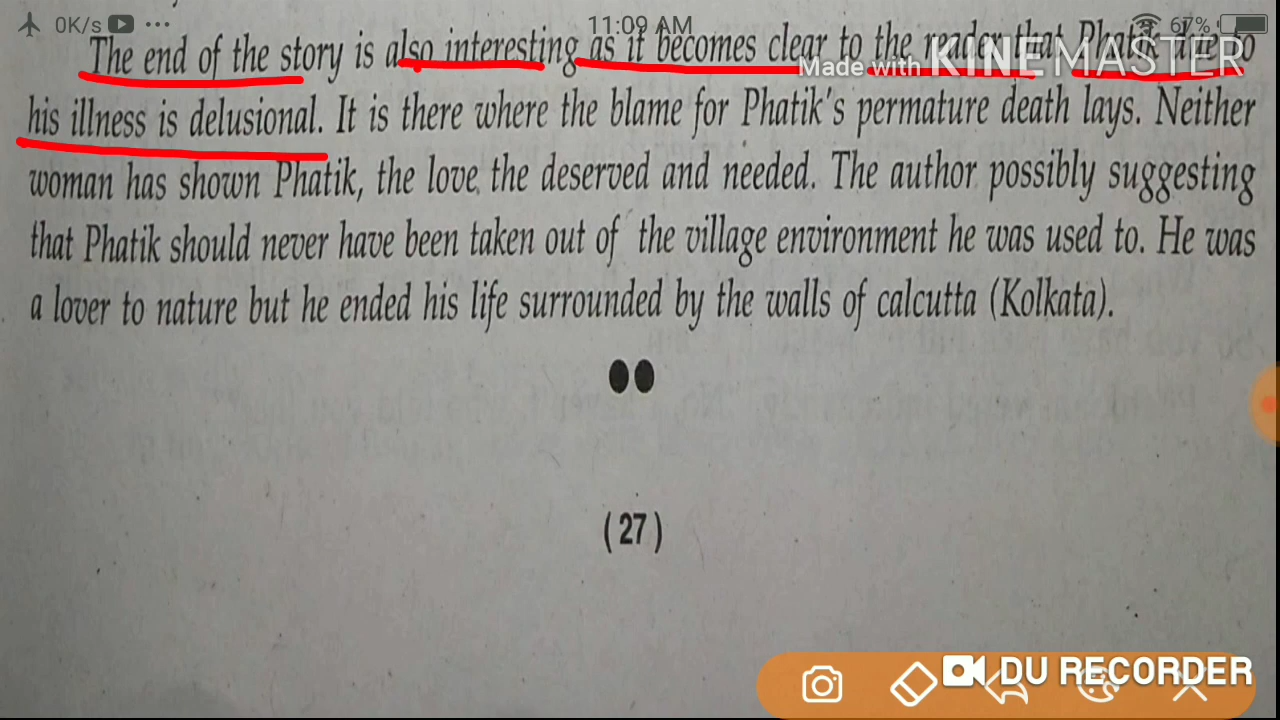 0K/s 11:09 AM 67%
The end of the story is also interesting as it becomes clear to the reader that Phatik due to
Made with KINEMASTER
his illness is delusional. It is there where the blame for Phatik's permature death lays. Neither
woman has shown Phatik, the love the deserved and needed. The author possibly suggesting
that Phatik should never have been taken out of the village environment he was used to. He was
a lover to nature but he ended his life surrounded by the walls of calcutta (Kolkata).
(27)
DU RECORDER